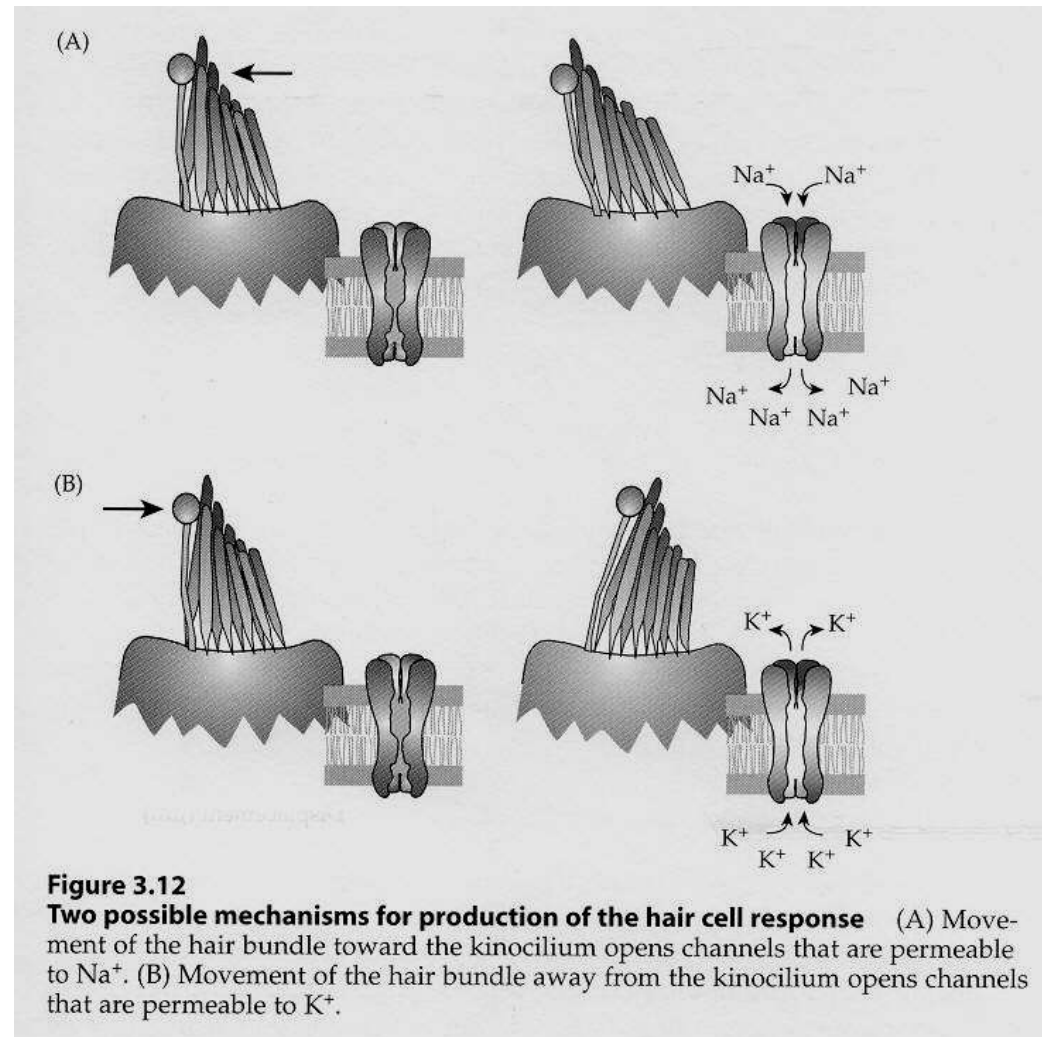 (A)
Na⁺ Na⁺
Na⁺ Na⁺
Na⁺ Na⁺
(B)
K⁺ K⁺
K⁺ K⁺
K⁺ K⁺
Figure 3.12
Two possible mechanisms for production of the hair cell response (A) Move-
ment of the hair bundle toward the kinocilium opens channels that are permeable
to Na⁺. (B) Movement of the hair bundle away from the kinocilium opens channels
that are permeable to K⁺.